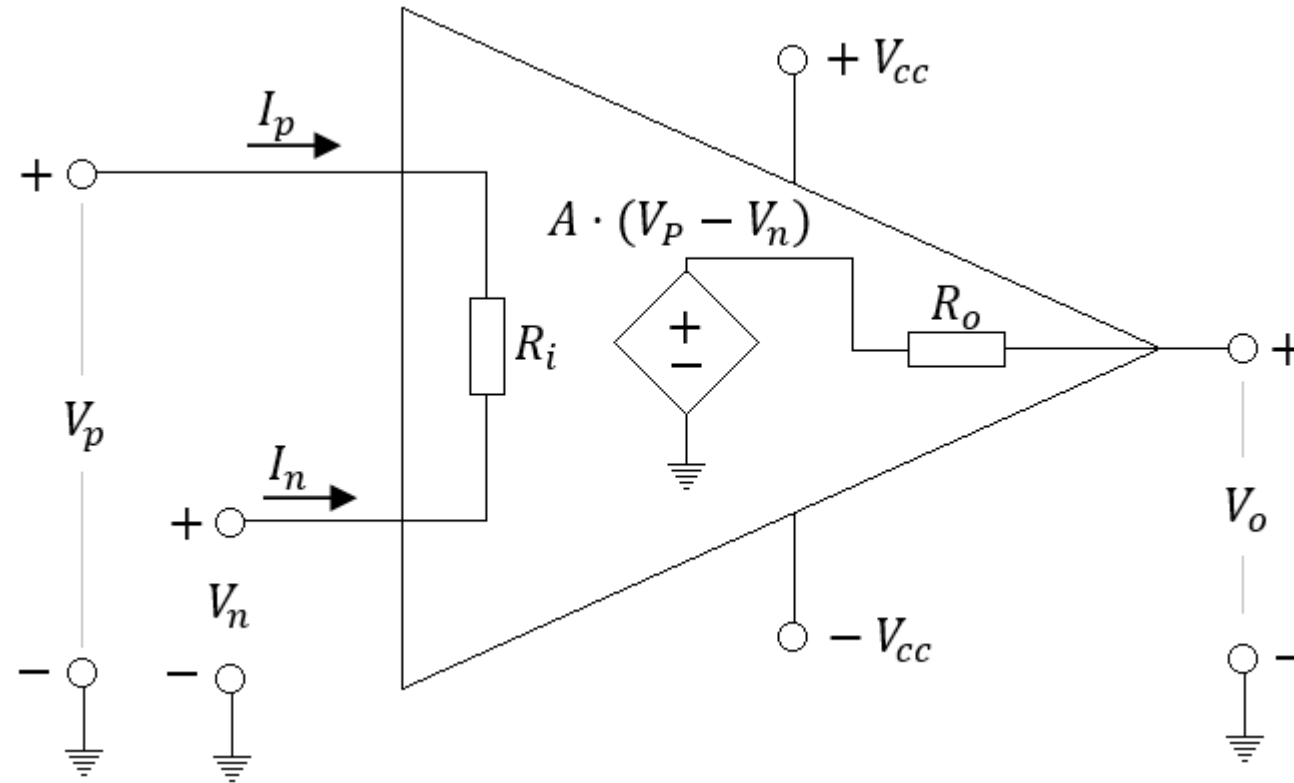 + V_cc
I_p
+
A · (V_P − V_n)
R_o
+
−
R_i
+
V_p
I_n
+
V_o
V_n
− V_cc
−
−
−